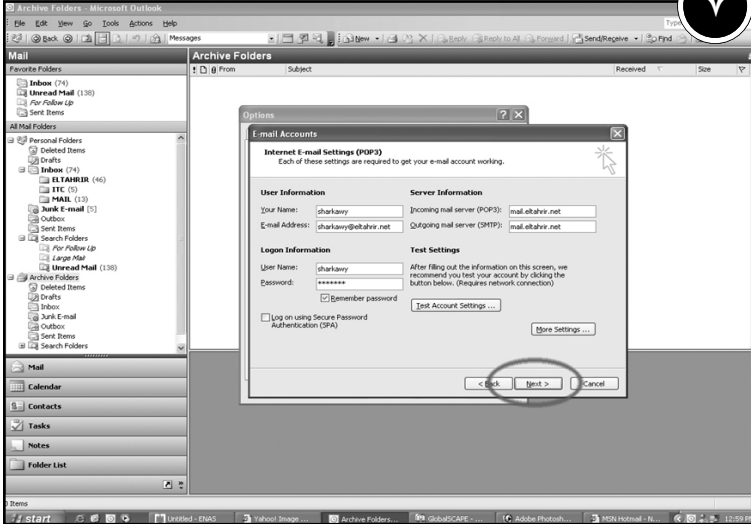 Archive Folders - Microsoft Outlook
File Edit View Go Tools Actions Help
Type
Back Messages New Reply Reply to All Forward Send/Receive Find
Mail
Archive Folders
Favorite Folders
From Subject Received Size
Inbox (74)
Unread Mail (138)
For Follow Up
Sent Items
All Mail Folders
Personal Folders
Deleted Items
Drafts
Inbox (74)
ELTAHRIR (46)
ITC (5)
MAIL (13)
Junk E-mail [5]
Outbox
Sent Items
Search Folders
For Follow Up
Large Mail
Unread Mail (138)
Archive Folders
Deleted Items
Drafts
Inbox
Junk E-mail
Outbox
Sent Items
Search Folders
Mail
Calendar
Contacts
Tasks
Notes
Folder List
Options
E-mail Accounts
Internet E-mail Settings (POP3)
Each of these settings are required to get your e-mail account working.
User Information
Your Name: sharkawy
E-mail Address: sharkawy@eltahrir.net
Server Information
Incoming mail server (POP3): mail.eltahrir.net
Outgoing mail server (SMTP): mail.eltahrir.net
Logon Information
User Name: sharkawy
Password: *******
Remember password
Log on using Secure Password
Authentication (SPA)
Test Settings
After filling out the information on this screen, we
recommend you test your account by clicking the
button below. (Requires network connection)
Test Account Settings ...
More Settings ...
< Back Next > Cancel
0 Items
start Untitled - ENAS Yahoo! Image ... Archive Folders... GlobalSCAPE - ... Adobe Photosh... MSN Hotmail - N... 12:59
٧